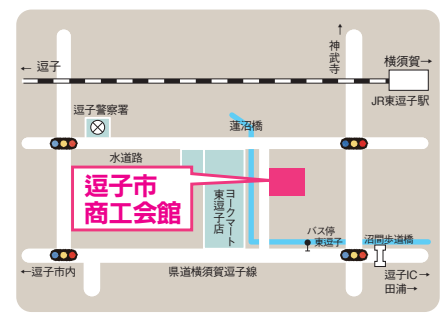 ← 逗子
↑
神武寺
横須賀→
JR東逗子駅
逗子警察署
蓮沼橋
水道路
逗子市
商工会館
ヨークマート
東逗子店
バス停
東逗子
沼間歩道橋
←逗子市内
県道横須賀逗子線
逗子IC→
田浦→